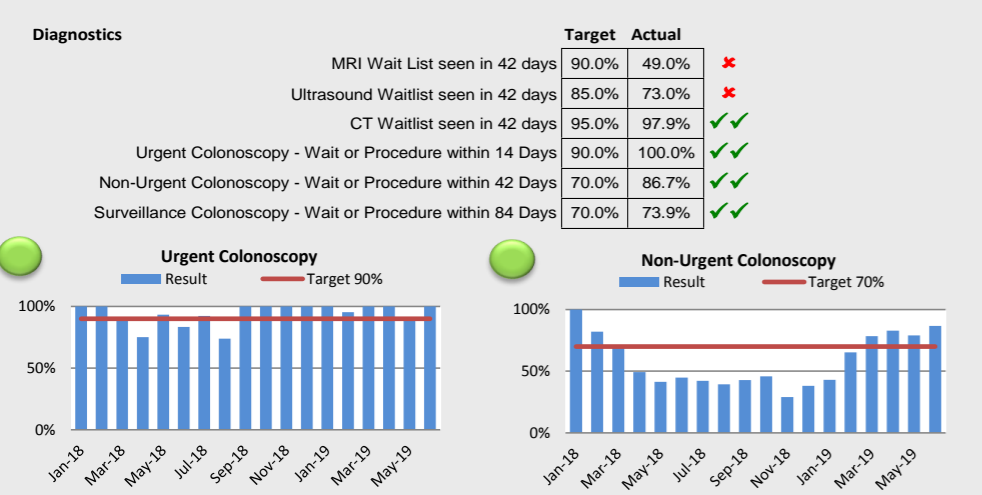 Diagnostics Target Actual
MRI Wait List seen in 42 days 90.0% 49.0% ✖
Ultrasound Waitlist seen in 42 days 85.0% 73.0% ✖
CT Waitlist seen in 42 days 95.0% 97.9% ✓✓
Urgent Colonoscopy - Wait or Procedure within 14 Days 90.0% 100.0% ✓✓
Non-Urgent Colonoscopy - Wait or Procedure within 42 Days 70.0% 86.7% ✓✓
Surveillance Colonoscopy - Wait or Procedure within 84 Days 70.0% 73.9% ✓✓
Urgent Colonoscopy
Result Target 90%
100%
50%
0%
Jan-18 Mar-18 May-18 Jul-18 Sep-18 Nov-18 Jan-19 Mar-19 May-19
Non-Urgent Colonoscopy
Result Target 70%
100%
50%
0%
Jan-18 Mar-18 May-18 Jul-18 Sep-18 Nov-18 Jan-19 Mar-19 May-19